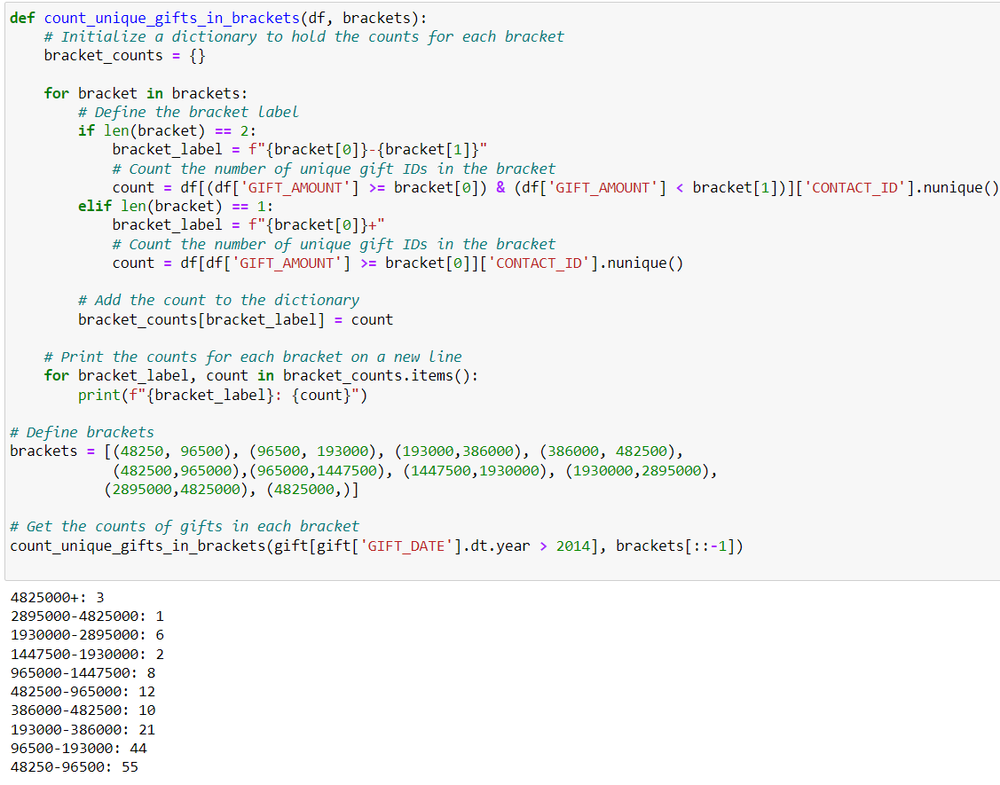 def count_unique_gifts_in_brackets(df, brackets):
    # Initialize a dictionary to hold the counts for each bracket
    bracket_counts = {}

    for bracket in brackets:
        # Define the bracket label
        if len(bracket) == 2:
            bracket_label = f"{bracket[0]}-{bracket[1]}"
            # Count the number of unique gift IDs in the bracket
            count = df[(df['GIFT_AMOUNT'] >= bracket[0]) & (df['GIFT_AMOUNT'] < bracket[1])]['CONTACT_ID'].nunique()
        elif len(bracket) == 1:
            bracket_label = f"{bracket[0]}+"
            # Count the number of unique gift IDs in the bracket
            count = df[df['GIFT_AMOUNT'] >= bracket[0]]['CONTACT_ID'].nunique()

        # Add the count to the dictionary
        bracket_counts[bracket_label] = count

    # Print the counts for each bracket on a new line
    for bracket_label, count in bracket_counts.items():
        print(f"{bracket_label}: {count}")

# Define brackets
brackets = [(48250, 96500), (96500, 193000), (193000,386000), (386000, 482500),
            (482500,965000),(965000,1447500), (1447500,1930000), (1930000,2895000),
           (2895000,4825000), (4825000,)]

# Get the counts of gifts in each bracket
count_unique_gifts_in_brackets(gift[gift['GIFT_DATE'].dt.year > 2014], brackets[::-1])

4825000+: 3
2895000-4825000: 1
1930000-2895000: 6
1447500-1930000: 2
965000-1447500: 8
482500-965000: 12
386000-482500: 10
193000-386000: 21
96500-193000: 44
48250-96500: 55